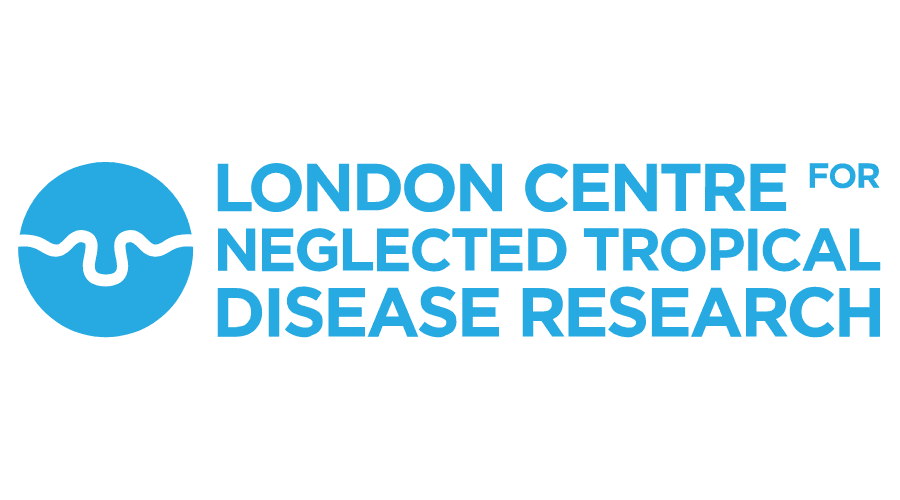 LONDON CENTRE FOR
NEGLECTED TROPICAL
DISEASE RESEARCH